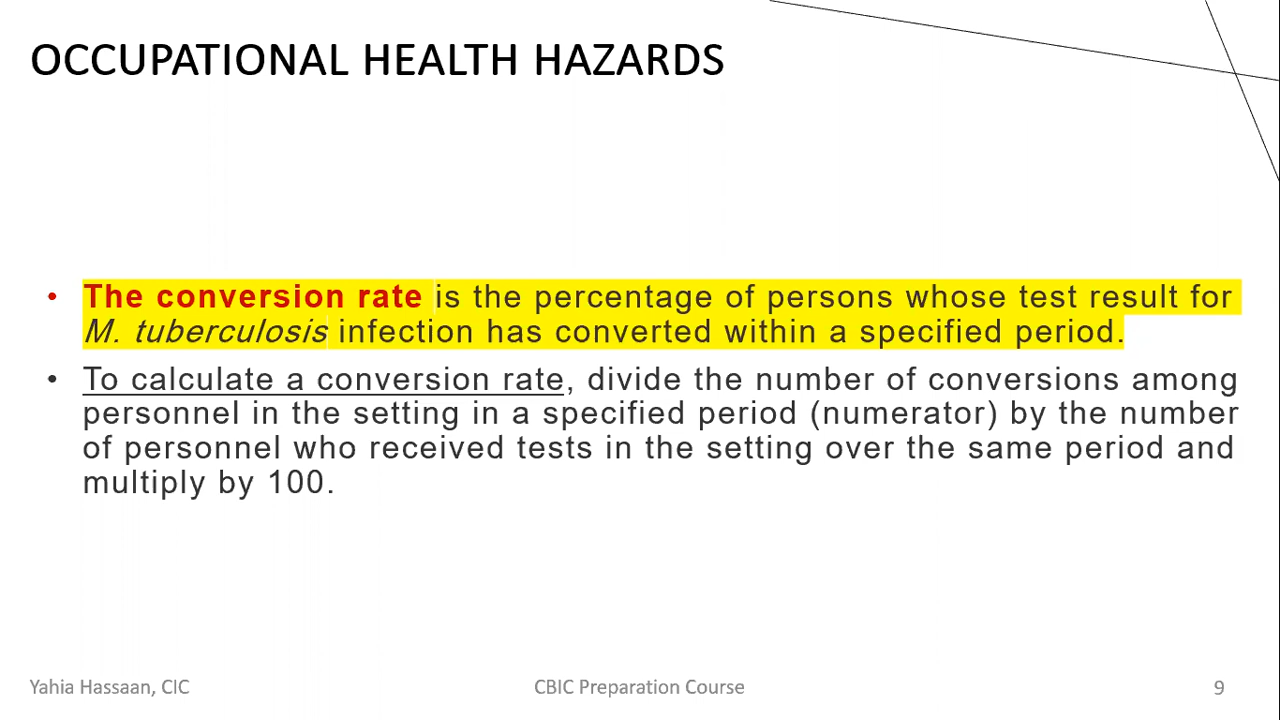 OCCUPATIONAL HEALTH HAZARDS
• The conversion rate is the percentage of persons whose test result for
M. tuberculosis infection has converted within a specified period.
• To calculate a conversion rate, divide the number of conversions among
personnel in the setting in a specified period (numerator) by the number
of personnel who received tests in the setting over the same period and
multiply by 100.
Yahia Hassaan, CIC
CBIC Preparation Course
9